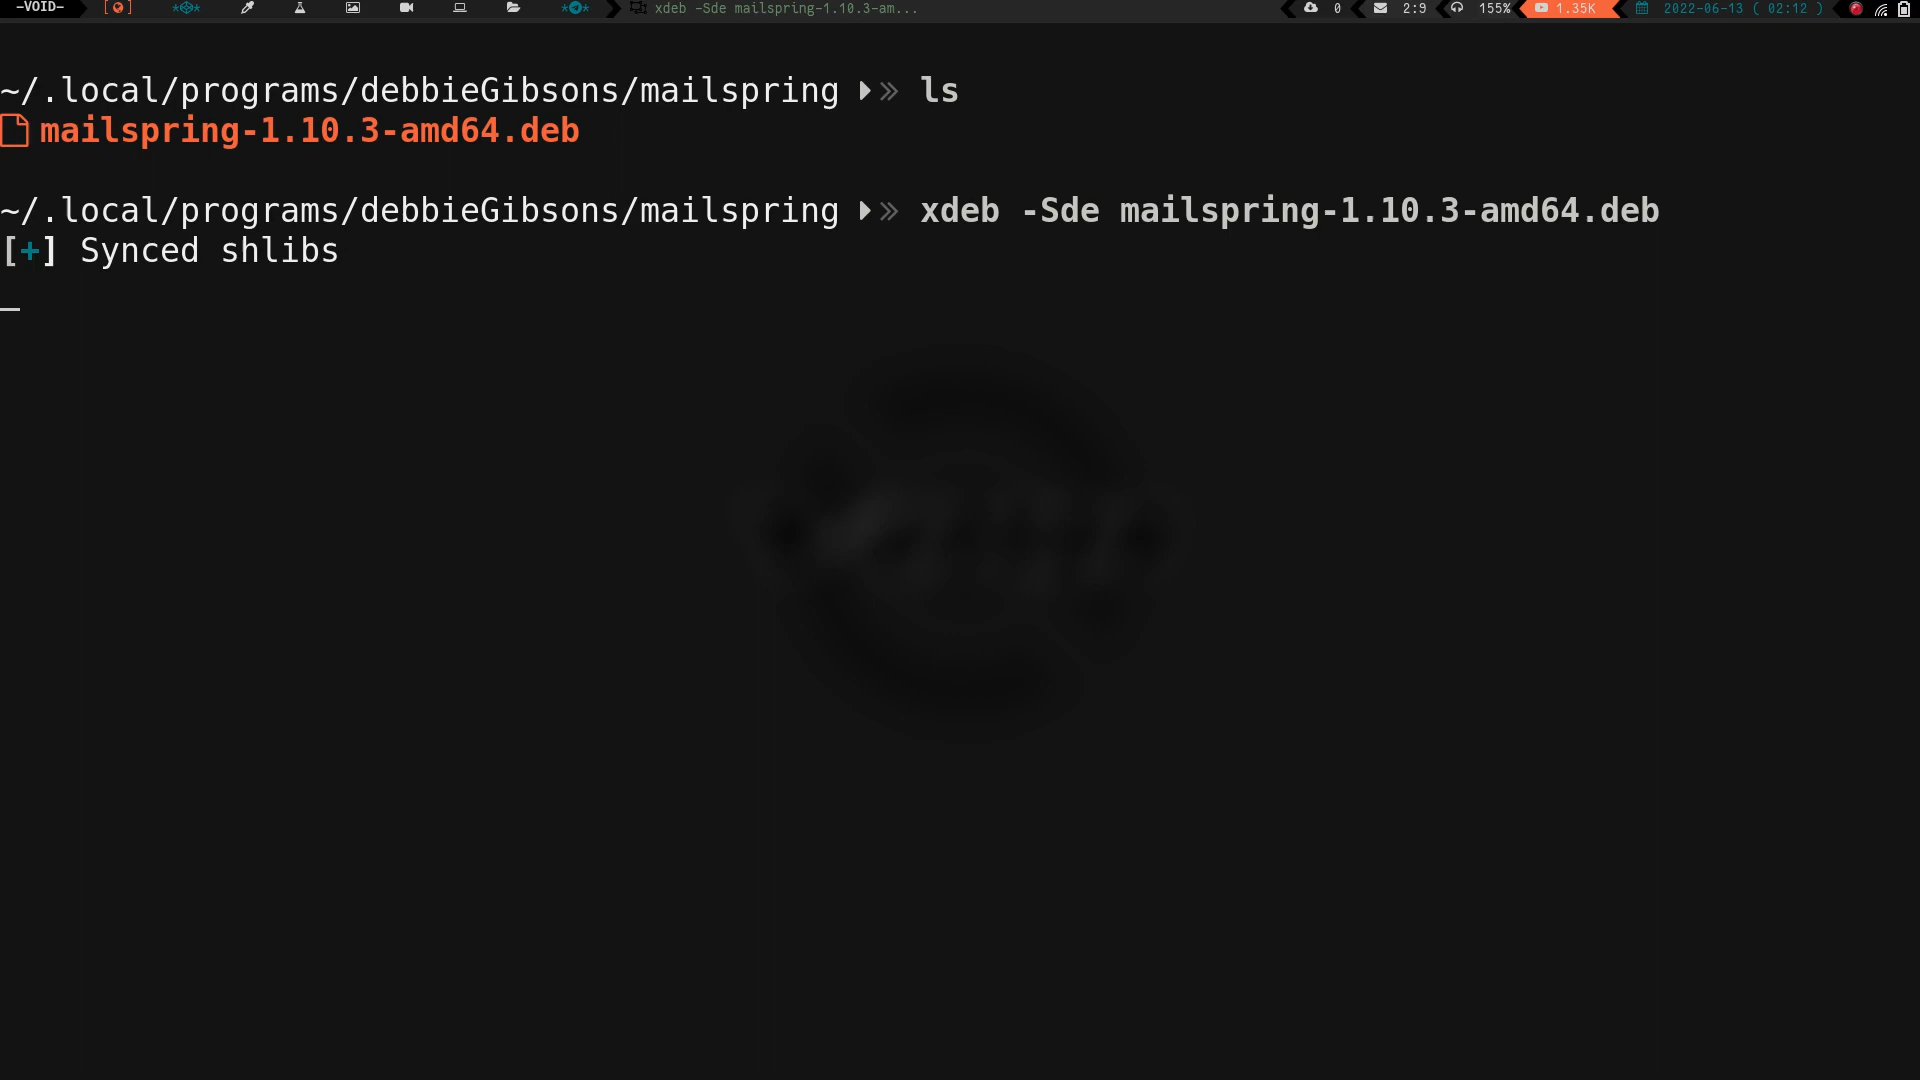 —VOID— xdeb -Sde mailspring-1.10.3-am... 0 2:9 155% 1.35K 2022-06-13 ( 02:12 )
~/.local/programs/debbieGibsons/mailspring ls
mailspring-1.10.3-amd64.deb
~/.local/programs/debbieGibsons/mailspring xdeb -Sde mailspring-1.10.3-amd64.deb
[+] Synced shlibs